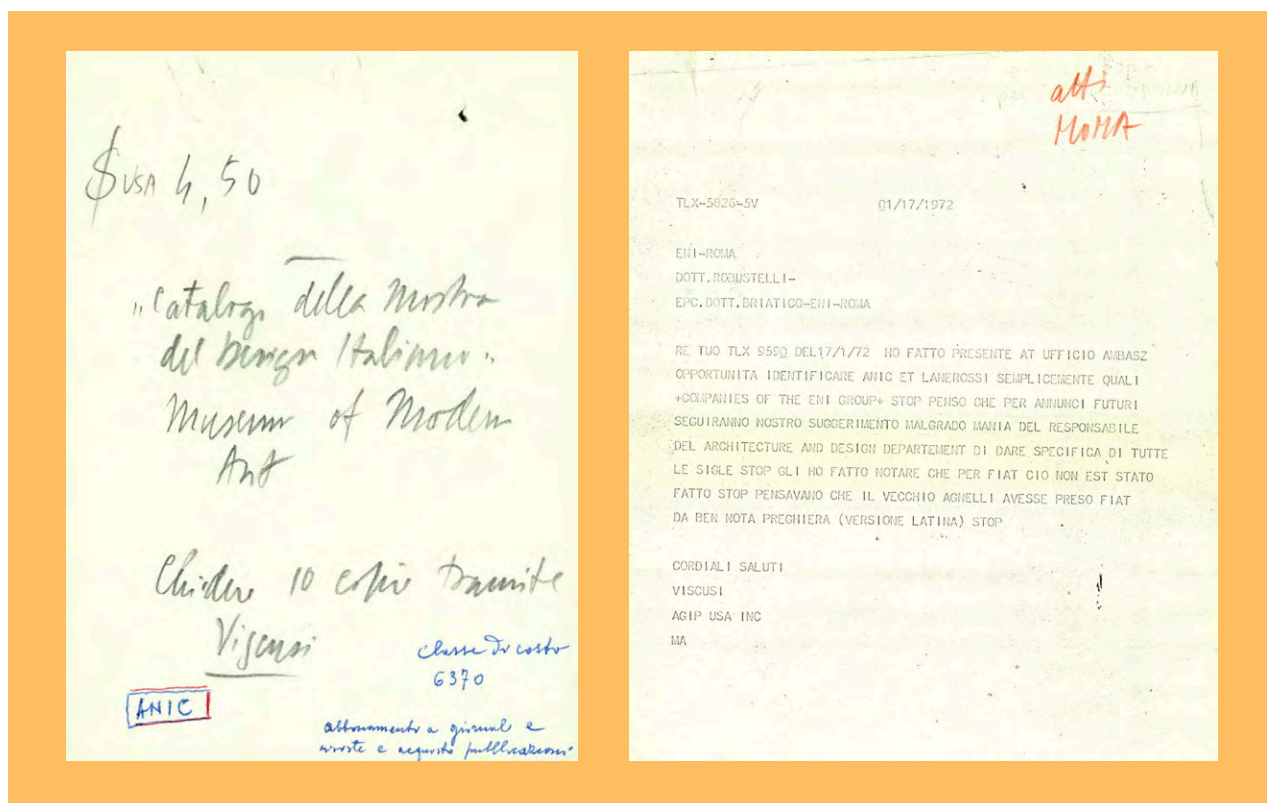 $ USA 4,50
"Catalogi della Mostra
del Design Italiano"
Museum of Modern
Art
Chidere 10 copie tramite
Viscusi
classe di costo
6370
ANIC
abbonamento a giornali e
riviste e acquisto pubblicazioni
atti
MOMA
TLX-5826-5V 01/17/1972
ENI-ROMA
DOTT.ROBUSTELLI-
EPC.DOTT.BRIATICO-ENI-ROMA
RE TUO TLX 9590 DEL17/1/72 HO FATTO PRESENTE AT UFFICIO AMBASZ
OPPORTUNITA IDENTIFICARE ANIC ET LANEROSSI SEMPLICEMENTE QUALI
+COMPANIES OF THE ENI GROUP+ STOP PENSO CHE PER ANNUNCI FUTURI
SEGUIRANNO NOSTRO SUGGERIMENTO MALGRADO MANIA DEL RESPONSABILE
DEL ARCHITECTURE AND DESIGN DEPARTEMENT DI DARE SPECIFICA DI TUTTE
LE SIGLE STOP GLI HO FATTO NOTARE CHE PER FIAT CIO NON EST STATO
FATTO STOP PENSAVANO CHE IL VECCHIO AGNELLI AVESSE PRESO FIAT
DA BEN NOTA PREGHIERA (VERSIONE LATINA) STOP
CORDIALI SALUTI
VISCUSI
AGIP USA INC
MA